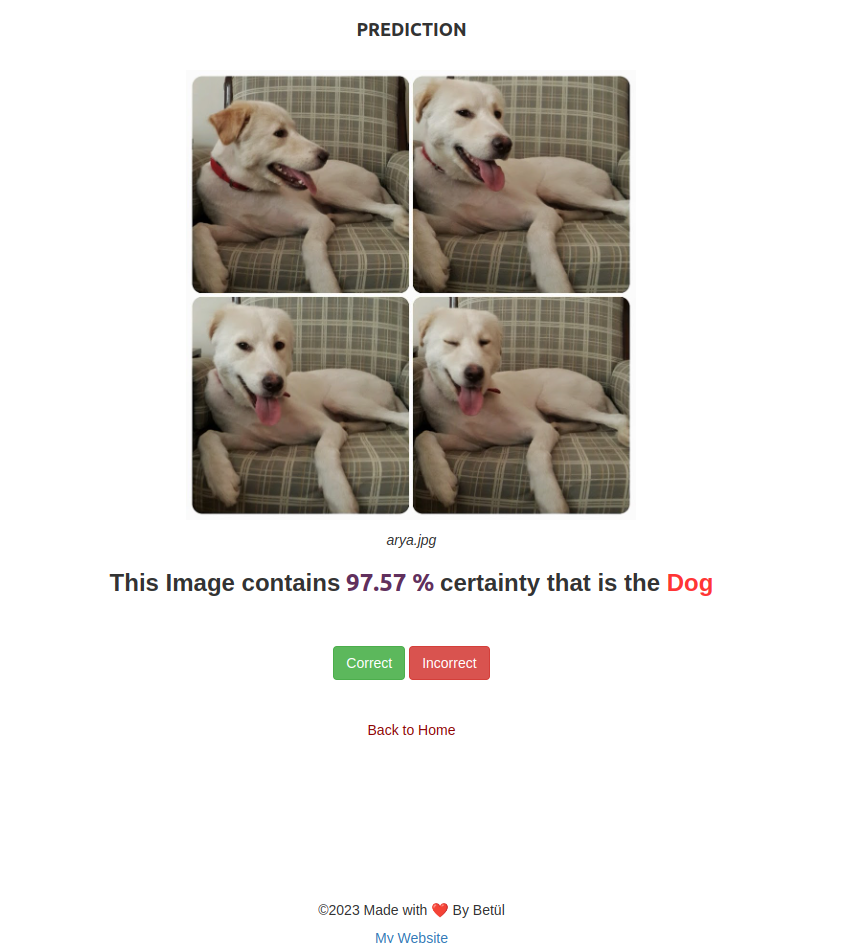 PREDICTION
arya.jpg
This Image contains 97.57 % certainty that is the Dog
Correct Incorrect
Back to Home
©2023 Made with ❤️ By Betül
My Website